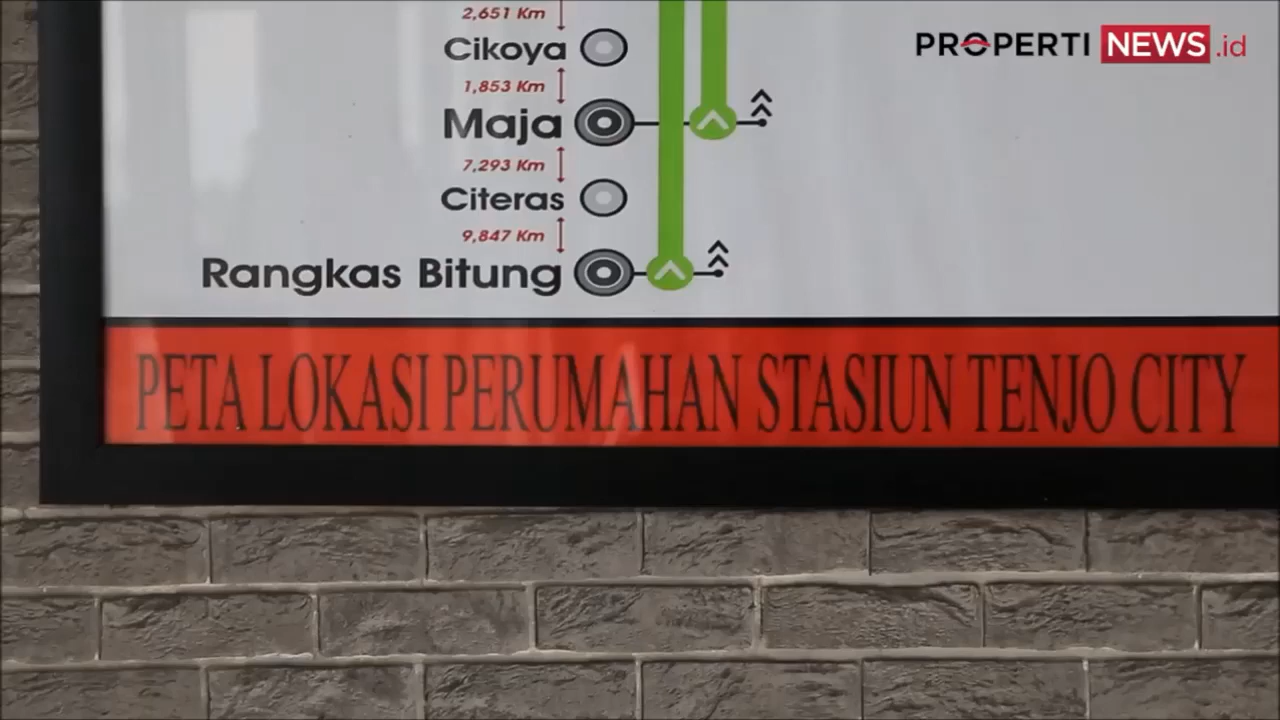 2,651 Km
PROPERTI NEWS.id
Cikoya
1,853 Km
Maja
7,293 Km
Citeras
9,847 Km
Rangkas Bitung
PETA LOKASI PERUMAHAN STASIUN TENJO CITY